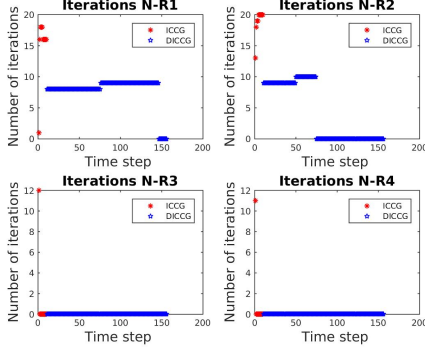 Iterations N-R1
Number of iterations
20
15
10
5
0
ICCG
DICCG
0 50 100 150 200
Time step
Iterations N-R2
Number of iterations
20
15
10
5
0
ICCG
DICCG
0 50 100 150 200
Time step
Iterations N-R3
Number of iterations
12
10
8
6
4
2
0
ICCG
DICCG
0 50 100 150 200
Time step
Iterations N-R4
Number of iterations
12
10
8
6
4
2
0
ICCG
DICCG
0 50 100 150 200
Time step